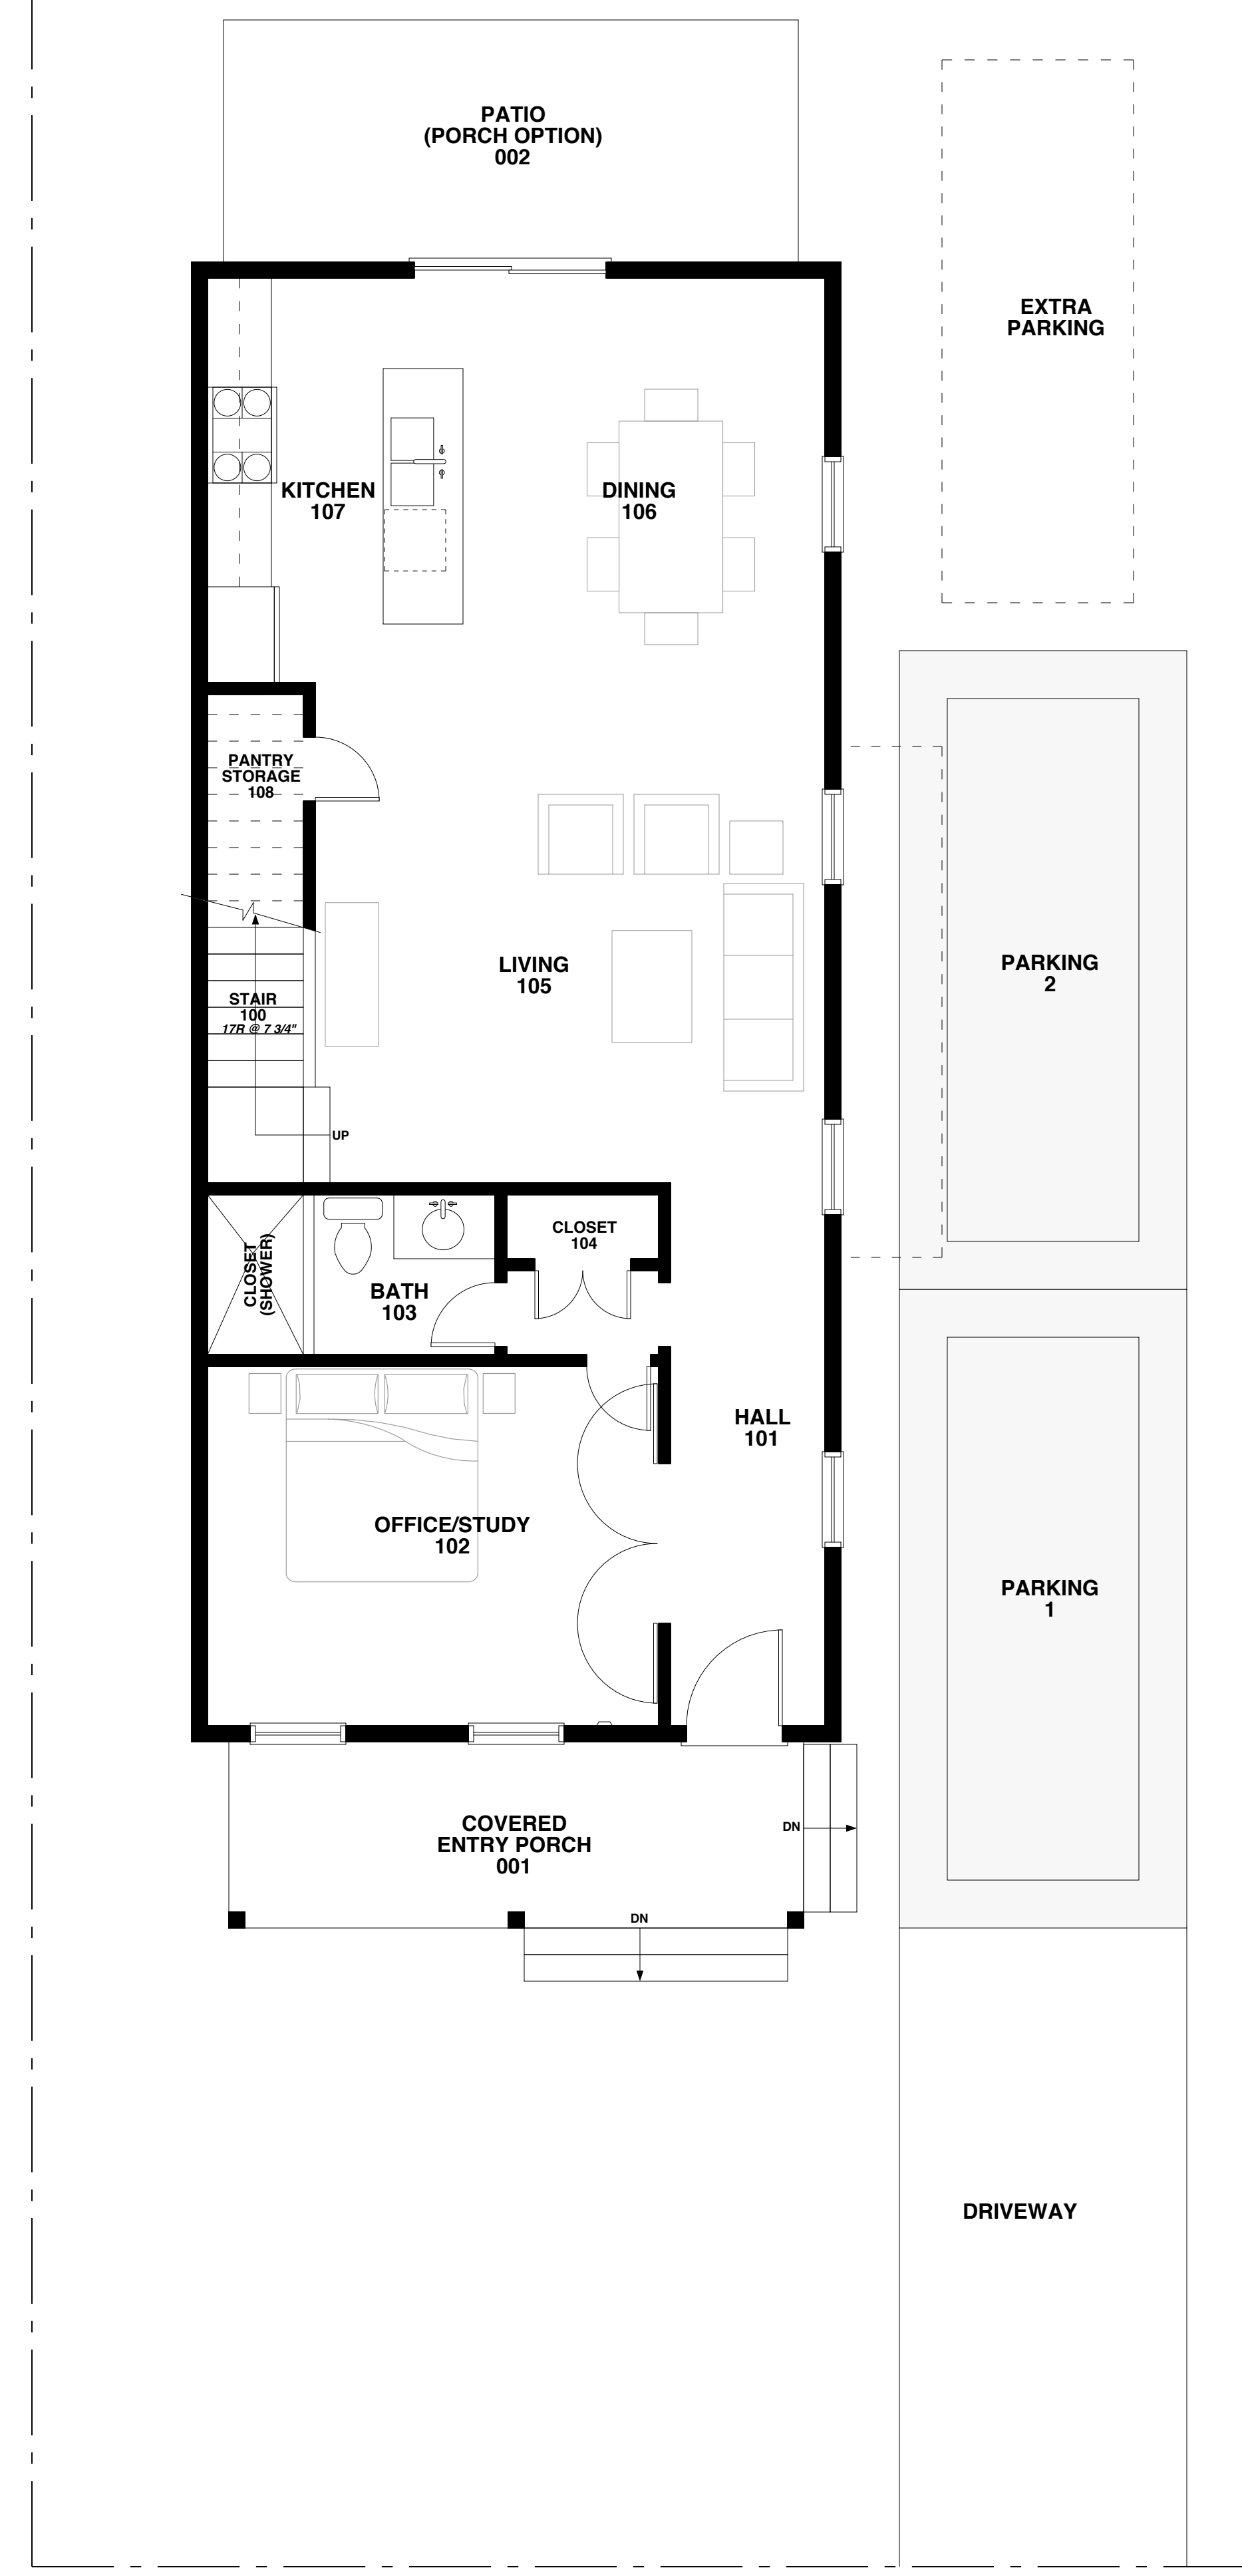 PATIO
(PORCH OPTION)
002
EXTRA
PARKING
KITCHEN
107
DINING
106
PANTRY
STORAGE
108
LIVING
105
PARKING
2
STAIR
100
17R @ 7 3/4"
UP
CLOSET
(SHOWER)
BATH
103
CLOSET
104
HALL
101
OFFICE/STUDY
102
PARKING
1
COVERED
ENTRY PORCH
001
DN
DN
DRIVEWAY